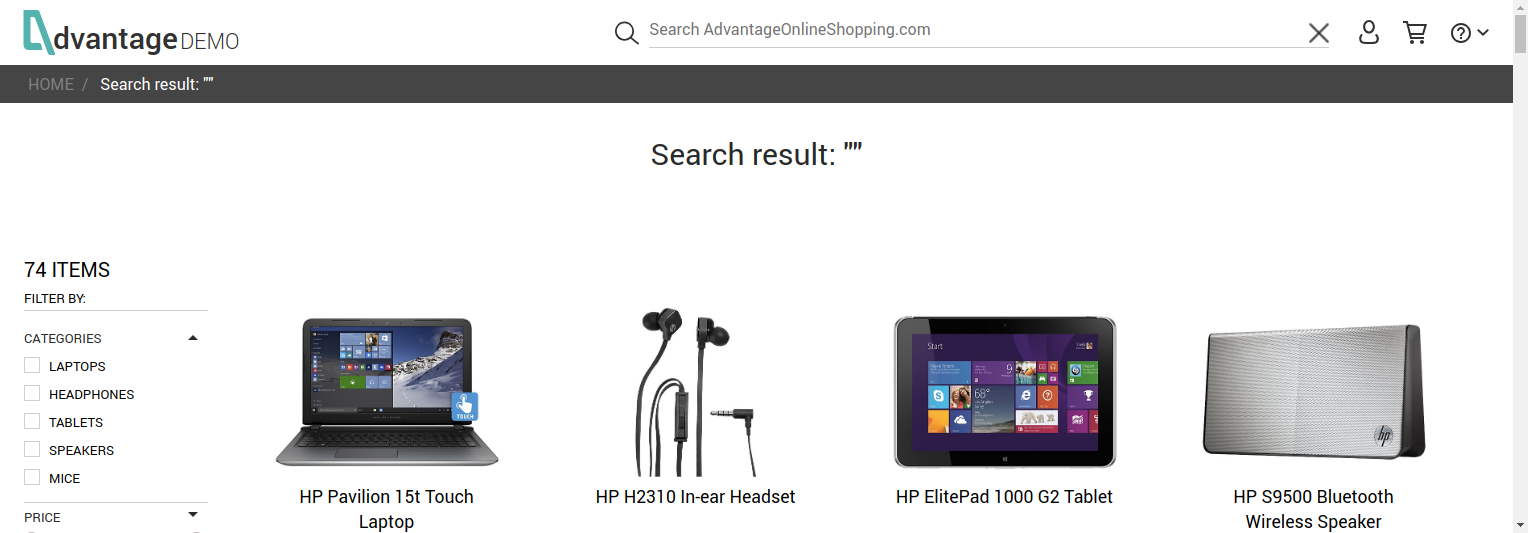 dvantage DEMO
Search AdvantageOnlineShopping.com
HOME / Search result: ""
Search result: ""
74 ITEMS
FILTER BY:
CATEGORIES
LAPTOPS
HEADPHONES
TABLETS
SPEAKERS
MICE
PRICE
TOUCH
HP Pavilion 15t Touch
Laptop
HP H2310 In-ear Headset
Start
68°
HP ElitePad 1000 G2 Tablet
hp
HP S9500 Bluetooth
Wireless Speaker